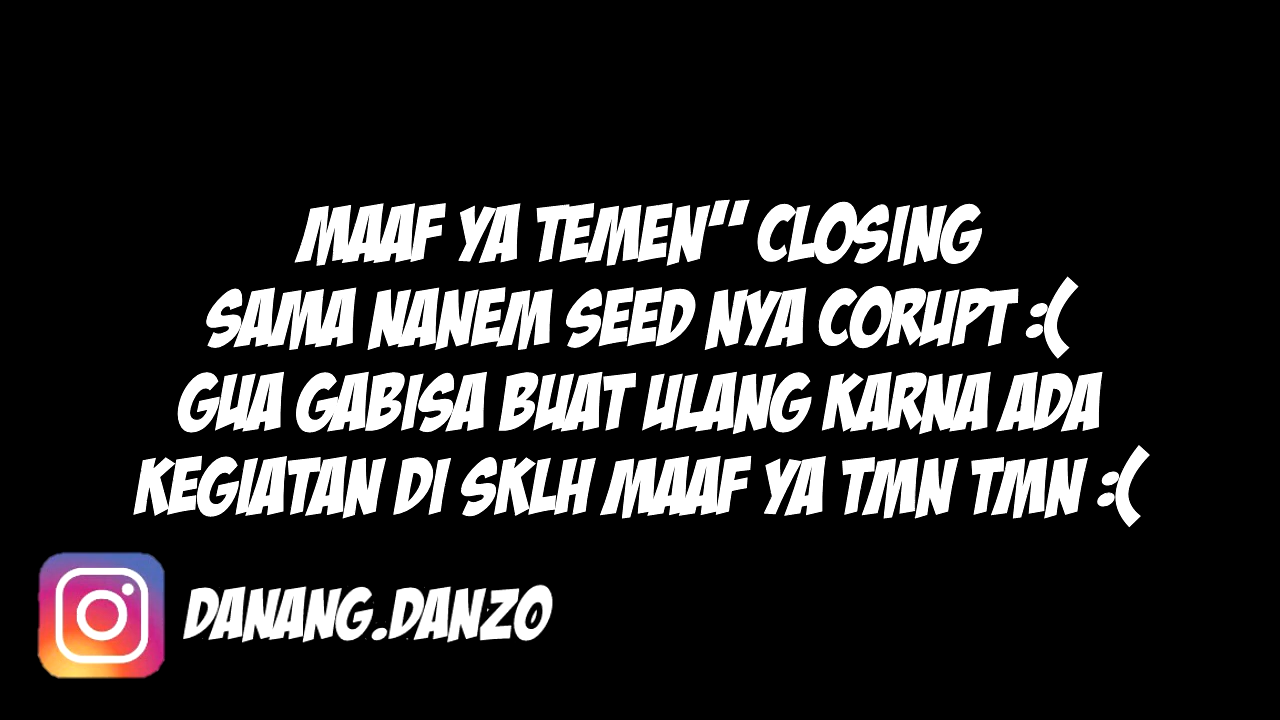 MAAF YA TEMEN" CLOSING
SAMA NANEM SEED NYA CORUPT :(
GUA GABISA BUAT ULANG KARNA ADA
KEGIATAN DI SKLH MAAF YA TMN TMN :(
DANANG.DANZO